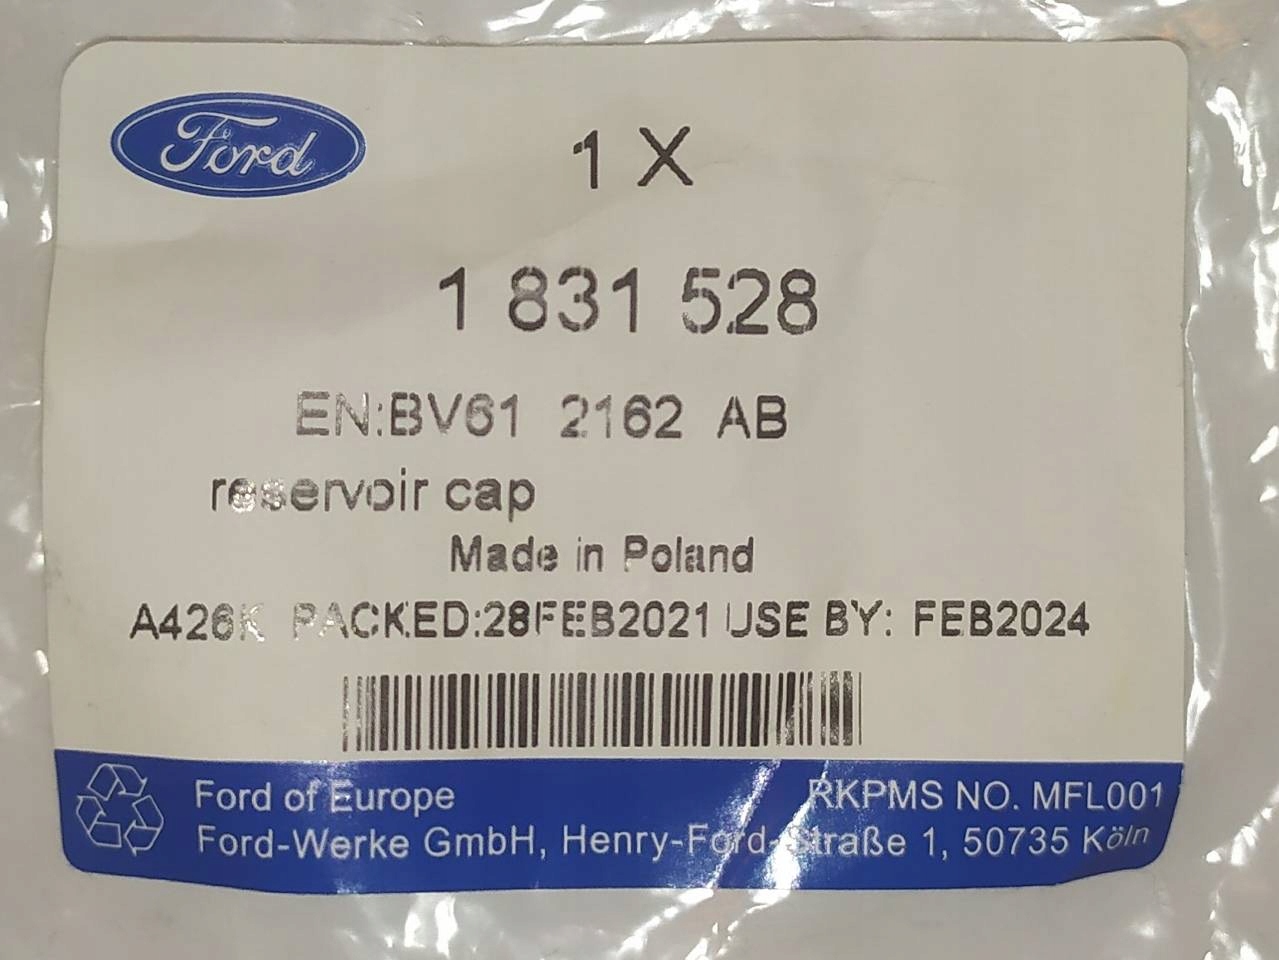 Ford
1 X
1 831 528
EN:BV61 2162 AB
reservoir cap
Made in Poland
A426K PACKED:28FEB2021 USE BY: FEB2024
Ford of Europe
RKPMS NO. MFL001
Ford-Werke GmbH, Henry-Ford-Straße 1, 50735 Köln